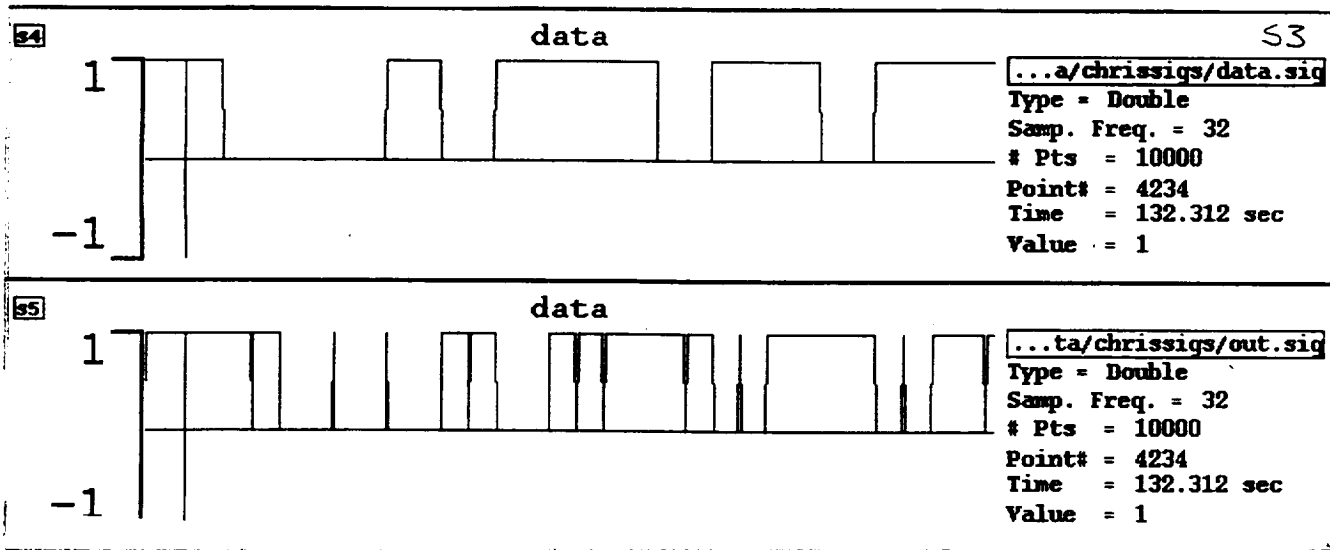 s4 data S3
1
-1
...a/chrissigs/data.sig
Type = Double
Samp. Freq. = 32
# Pts = 10000
Point# = 4234
Time = 132.312 sec
Value = 1
s5 data
1
-1
...ta/chrissigs/out.sig
Type = Double
Samp. Freq. = 32
# Pts = 10000
Point# = 4234
Time = 132.312 sec
Value = 1